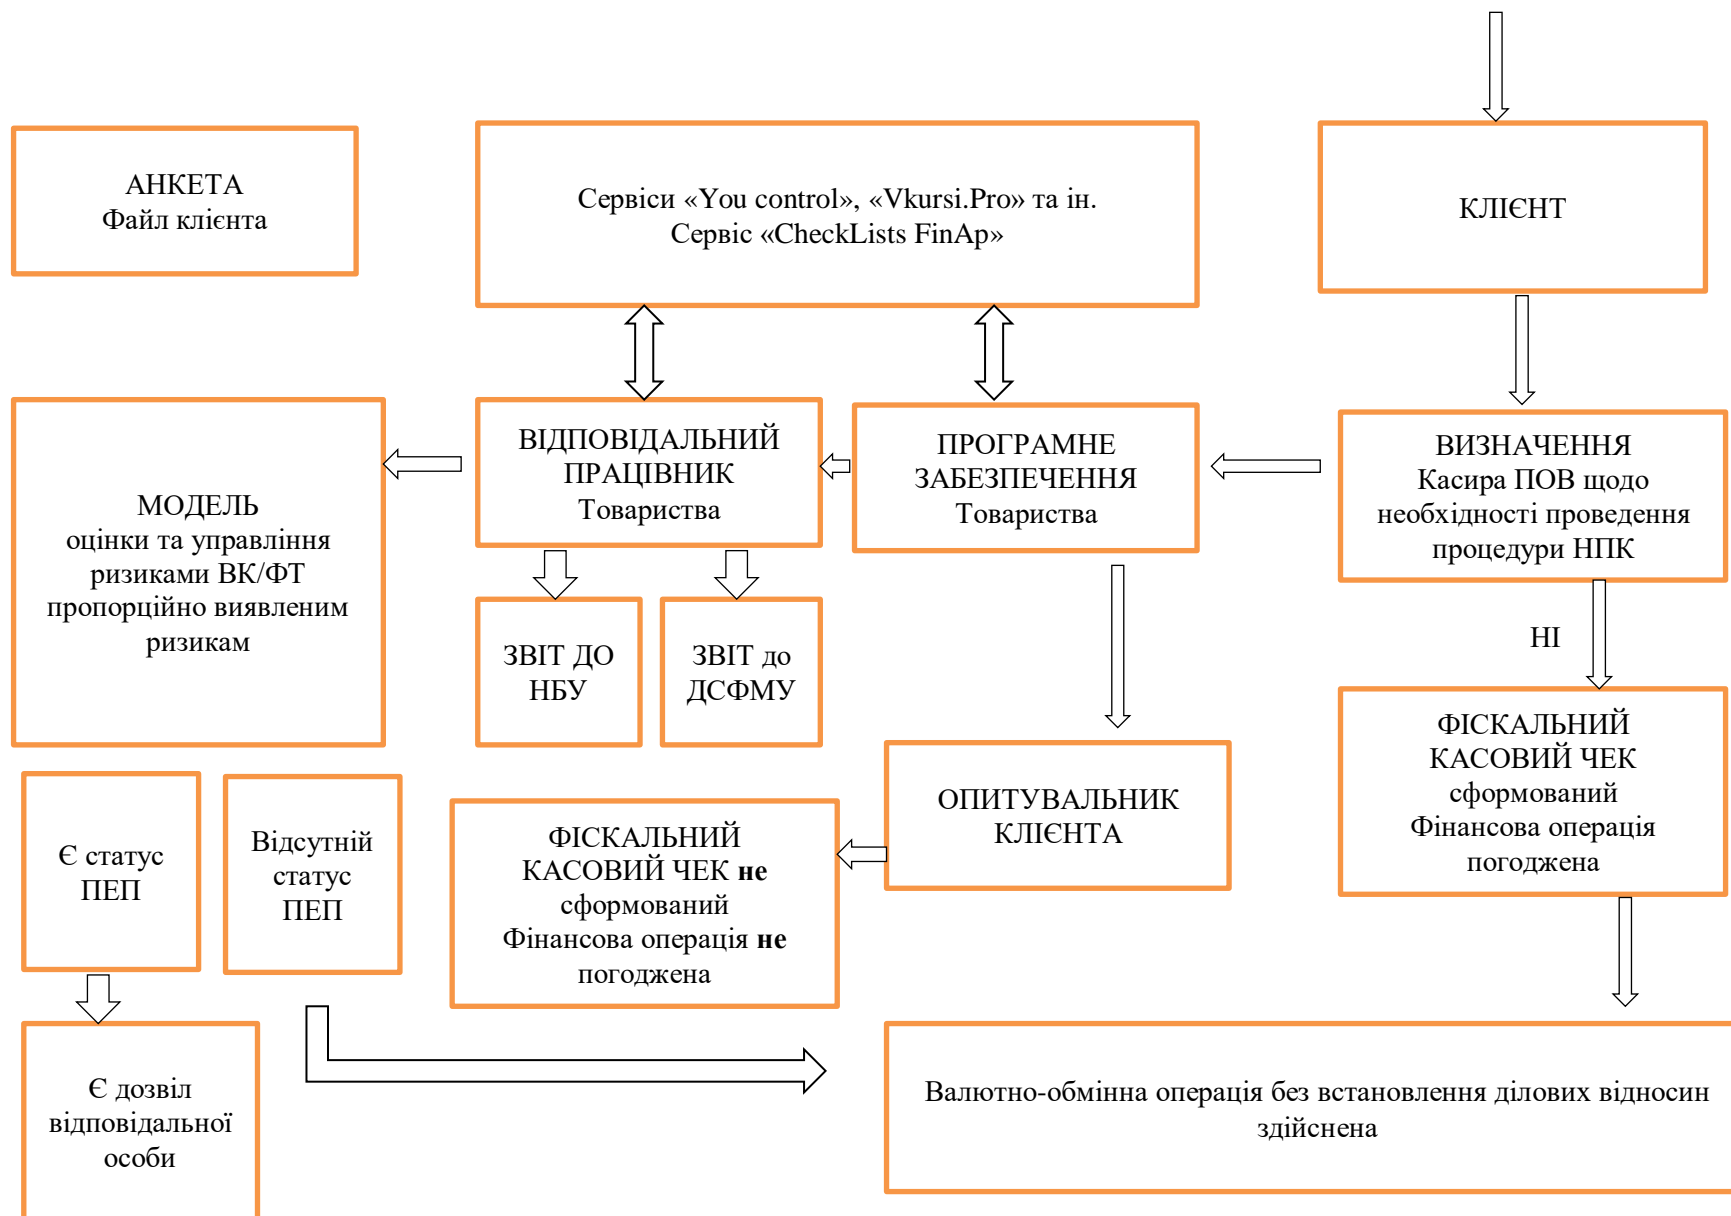 АНКЕТА
Файл клієнта
Сервіси «You control», «Vkursi.Pro» та ін.
Сервіс «CheckLists FinAp»
КЛІЄНТ
МОДЕЛЬ
оцінки та управління
ризиками ВК/ФТ
пропорційно виявленим
ризикам
ВІДПОВІДАЛЬНИЙ
ПРАЦІВНИК
Товариства
ПРОГРАМНЕ
ЗАБЕЗПЕЧЕННЯ
Товариства
ВИЗНАЧЕННЯ
Касира ПОВ щодо
необхідності проведення
процедури НПК
ЗВІТ ДО
НБУ
ЗВІТ до
ДСФМУ
НІ
Є статус
ПЕП
Відсутній
статус
ПЕП
ФІСКАЛЬНИЙ
КАСОВИЙ ЧЕК не
сформований
Фінансова операція не
погоджена
ОПИТУВАЛЬНИК
КЛІЄНТА
ФІСКАЛЬНИЙ
КАСОВИЙ ЧЕК
сформований
Фінансова операція
погоджена
Є дозвіл
відповідальної
особи
Валютно-обмінна операція без встановлення ділових відносин
здійснена